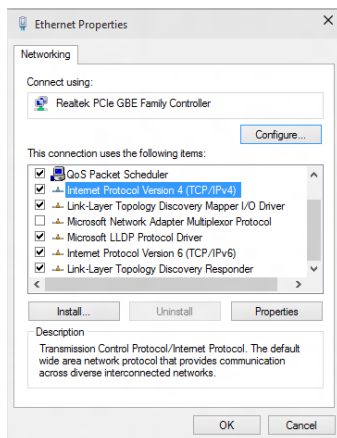 Ethernet Properties
Networking
Connect using:
Realtek PCIe GBE Family Controller
Configure...
This connection uses the following items:
QoS Packet Scheduler
Internet Protocol Version 4 (TCP/IPv4)
Link-Layer Topology Discovery Mapper I/O Driver
Microsoft Network Adapter Multiplexor Protocol
Microsoft LLDP Protocol Driver
Internet Protocol Version 6 (TCP/IPv6)
Link-Layer Topology Discovery Responder
Install... Uninstall Properties
Description
Transmission Control Protocol/Internet Protocol. The default
wide area network protocol that provides communication
across diverse interconnected networks.
OK Cancel